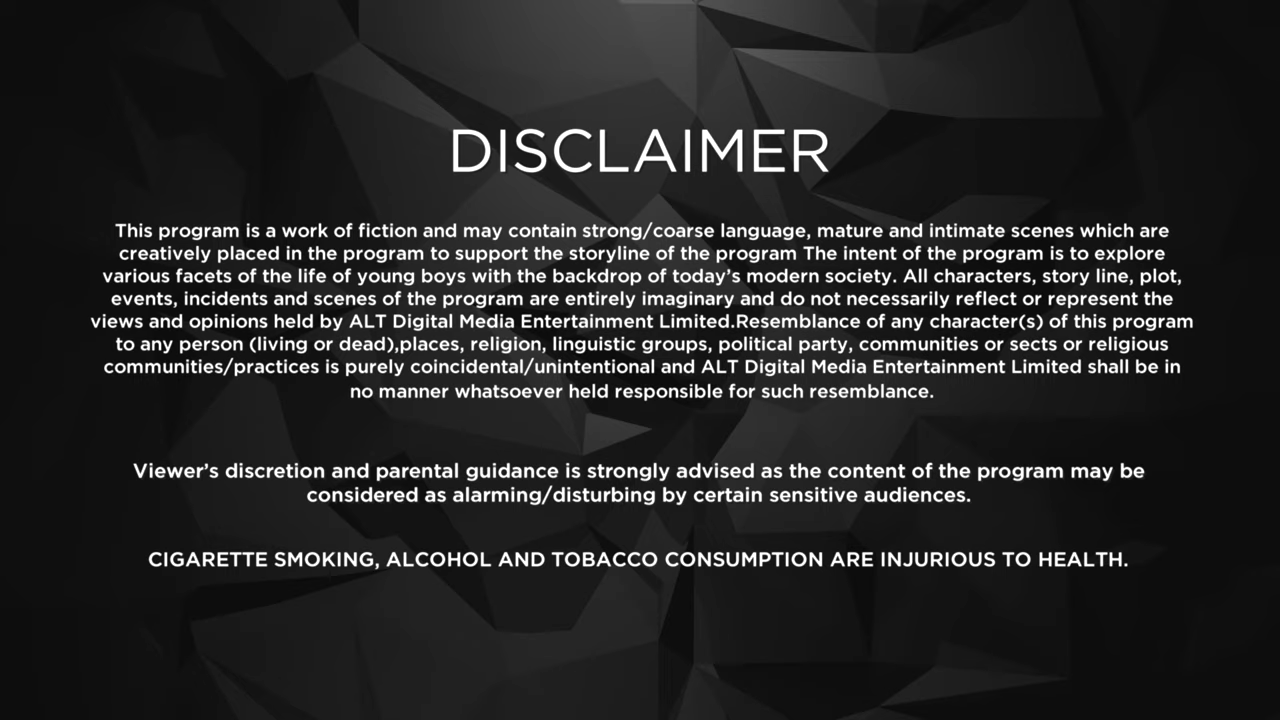 DISCLAIMER
This program is a work of fiction and may contain strong/coarse language, mature and intimate scenes which are
creatively placed in the program to support the storyline of the program The intent of the program is to explore
various facets of the life of young boys with the backdrop of today's modern society. All characters, story line, plot,
events, incidents and scenes of the program are entirely imaginary and do not necessarily reflect or represent the
views and opinions held by ALT Digital Media Entertainment Limited.Resemblance of any character(s) of this program
to any person (living or dead),places, religion, linguistic groups, political party, communities or sects or religious
communities/practices is purely coincidental/unintentional and ALT Digital Media Entertainment Limited shall be in
no manner whatsoever held responsible for such resemblance.
Viewer's discretion and parental guidance is strongly advised as the content of the program may be
considered as alarming/disturbing by certain sensitive audiences.
CIGARETTE SMOKING, ALCOHOL AND TOBACCO CONSUMPTION ARE INJURIOUS TO HEALTH.